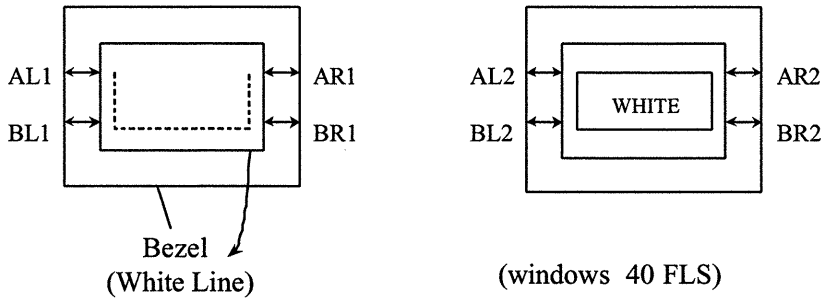 AL1 AR1 AL2 AR2
WHITE
BL1 BR1 BL2 BR2
Bezel
(White Line) (windows 40 FLS)